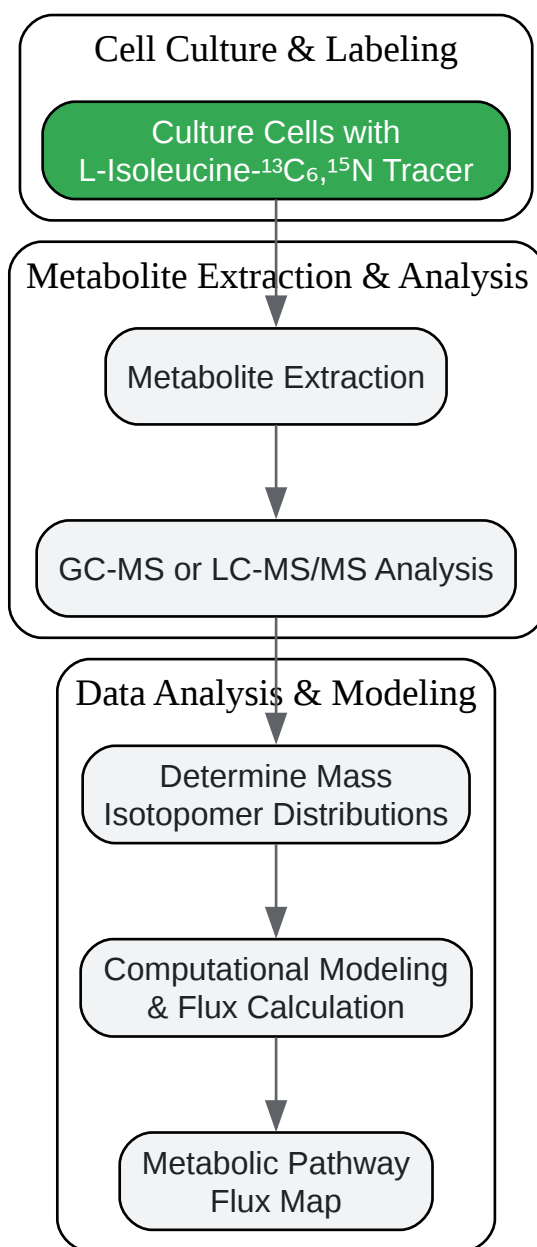 Cell Culture & Labeling
Culture Cells with
L-Isoleucine-¹³C₆,¹⁵N Tracer
Metabolite Extraction & Analysis
Metabolite Extraction
GC-MS or LC-MS/MS Analysis
Data Analysis & Modeling
Determine Mass
Isotopomer Distributions
Computational Modeling
& Flux Calculation
Metabolic Pathway
Flux Map